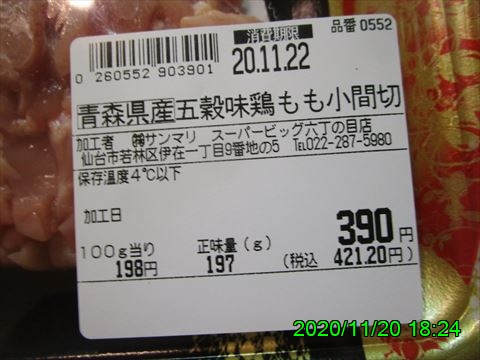 品番 0552
消費期限
0 260552 903901
20.11.22
青森県産五穀味鶏もも小間切
加工者 ㈱サンマリ スーパービッグ六丁の目店
仙台市若林区伊在一丁目9番地の5 TEL022-287-5980
保存温度4℃以下
加工日
390円
100g当り 正味量(g)
198円 197 (税込 421.20円)
2020/11/20 18:24